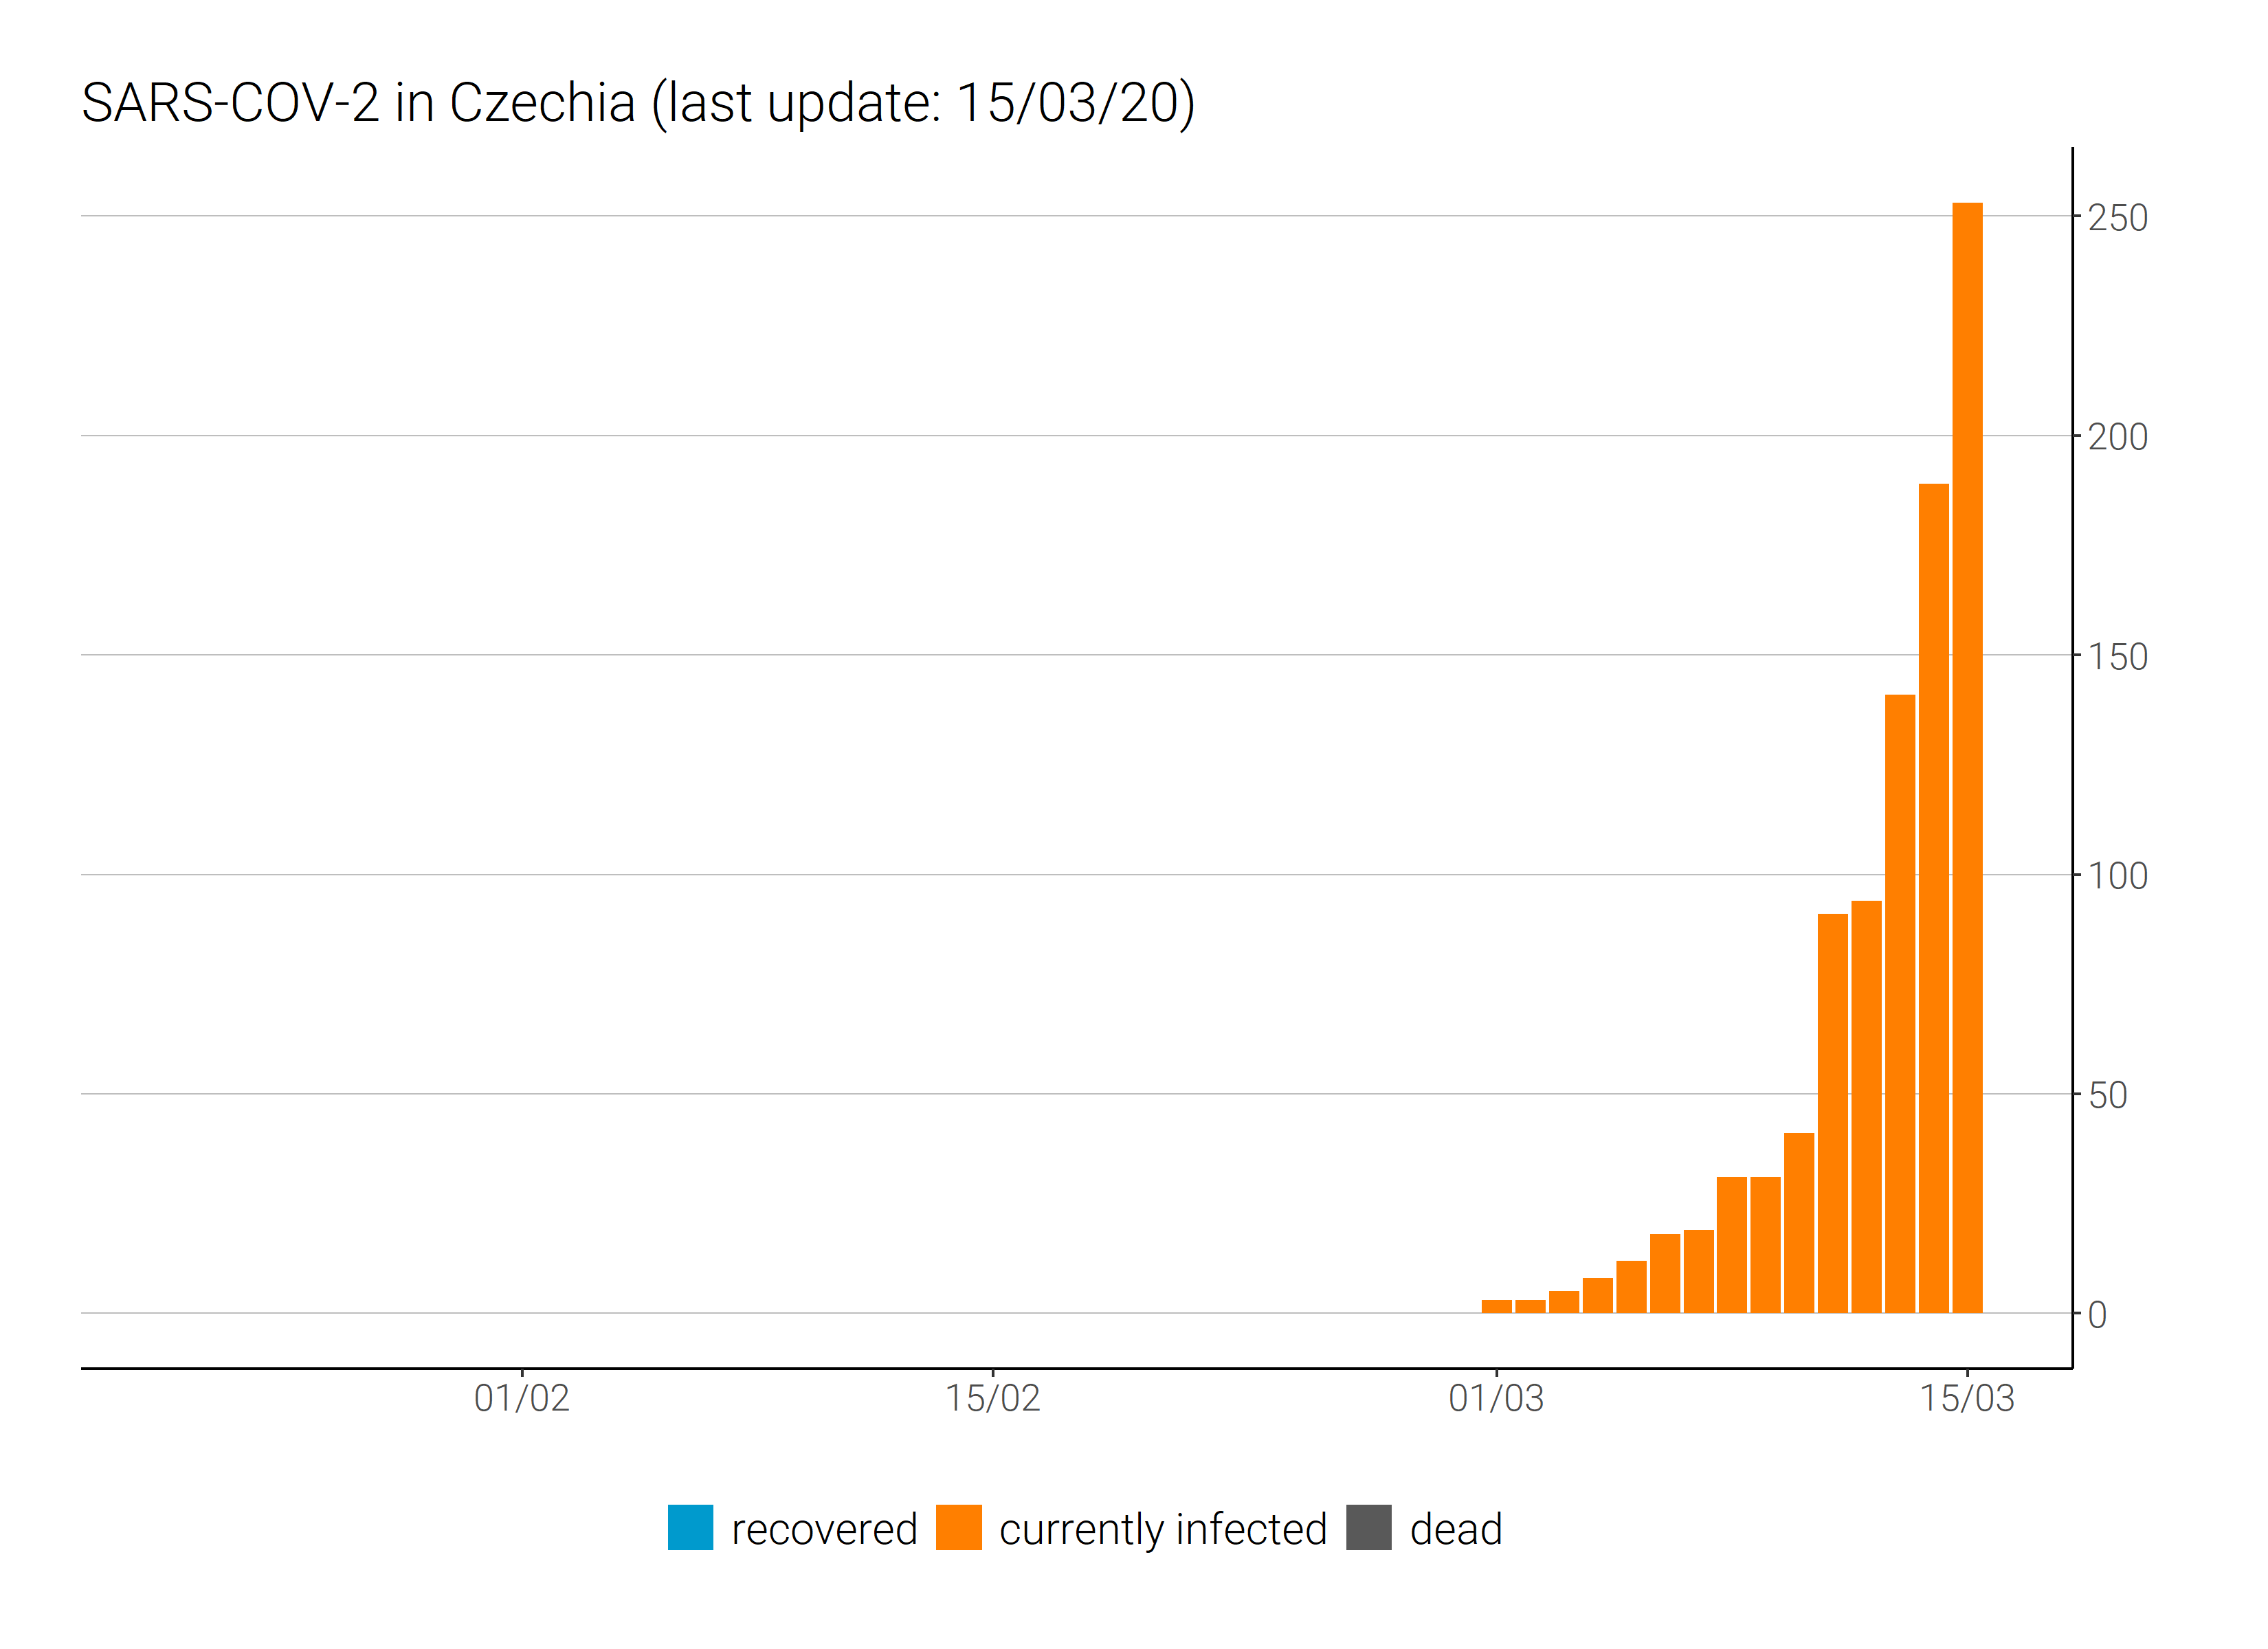 SARS-COV-2 in Czechia (last update: 15/03/20)
250
200
150
100
50
0
01/02 15/02 01/03 15/03
recovered currently infected dead